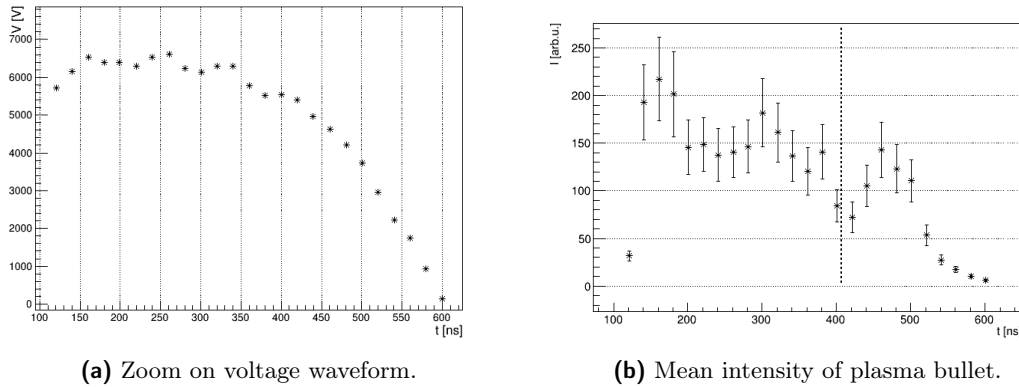 V [V]
7000
6000
5000
4000
3000
2000
1000
0
100 150 200 250 300 350 400 450 500 550 600
t [ns]
(a) Zoom on voltage waveform.
I [arb.u.]
250
200
150
100
50
0
100 200 300 400 500 600
t [ns]
(b) Mean intensity of plasma bullet.